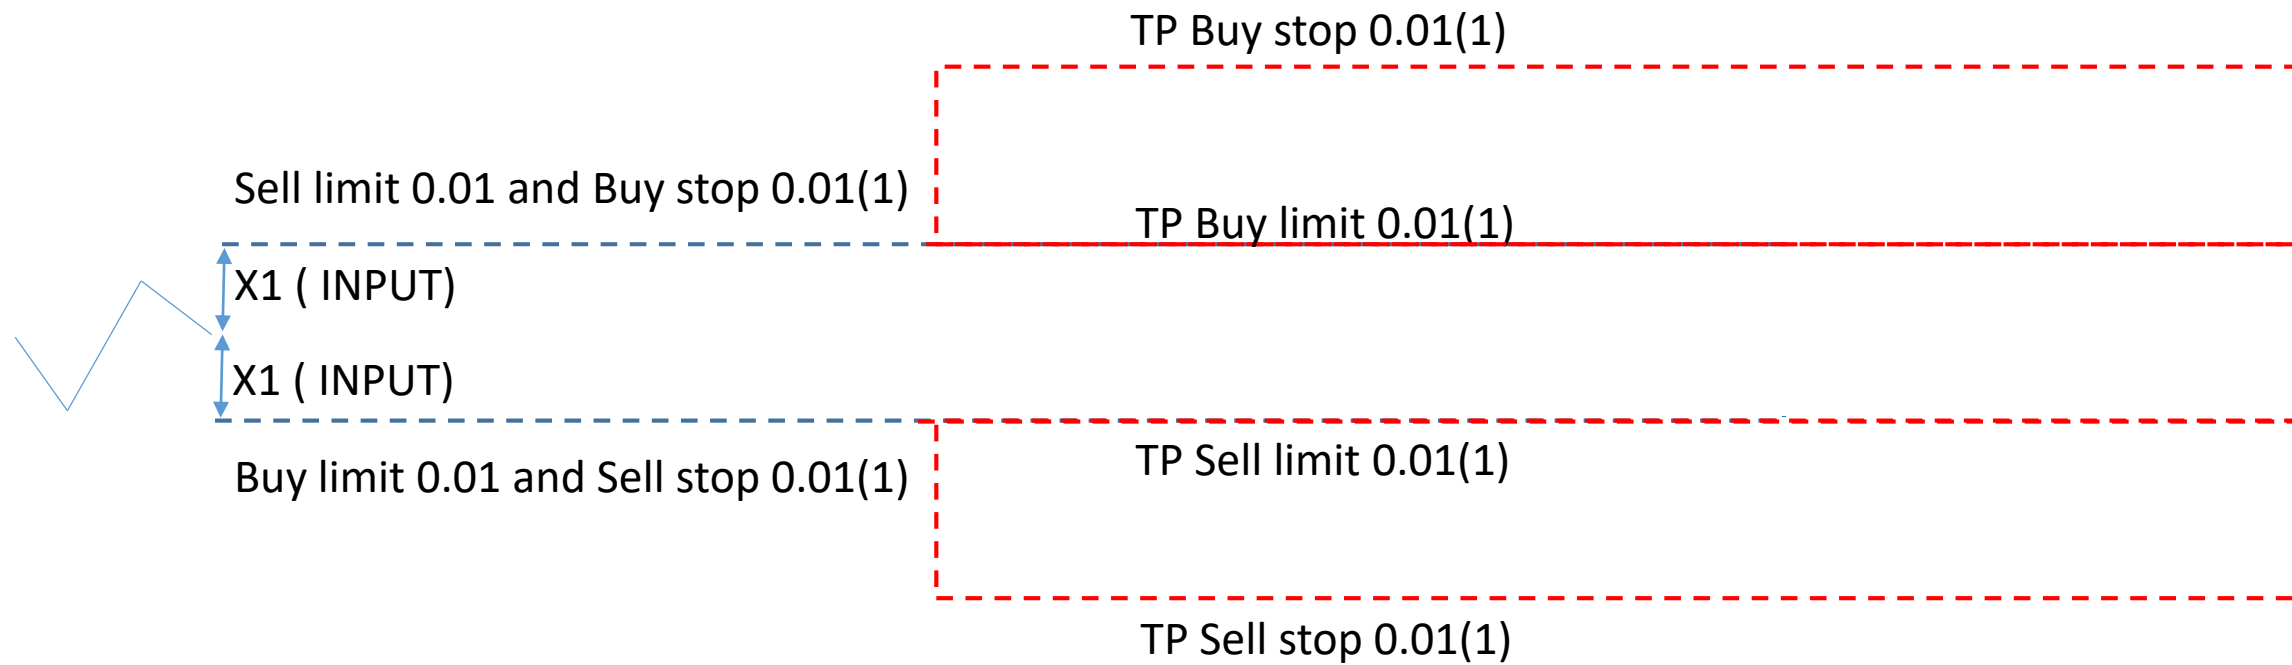 TP Buy stop 0.01(1)
Sell limit 0.01 and Buy stop 0.01(1)
TP Buy limit 0.01(1)
X1 ( INPUT)
X1 ( INPUT)
TP Sell limit 0.01(1)
Buy limit 0.01 and Sell stop 0.01(1)
TP Sell stop 0.01(1)